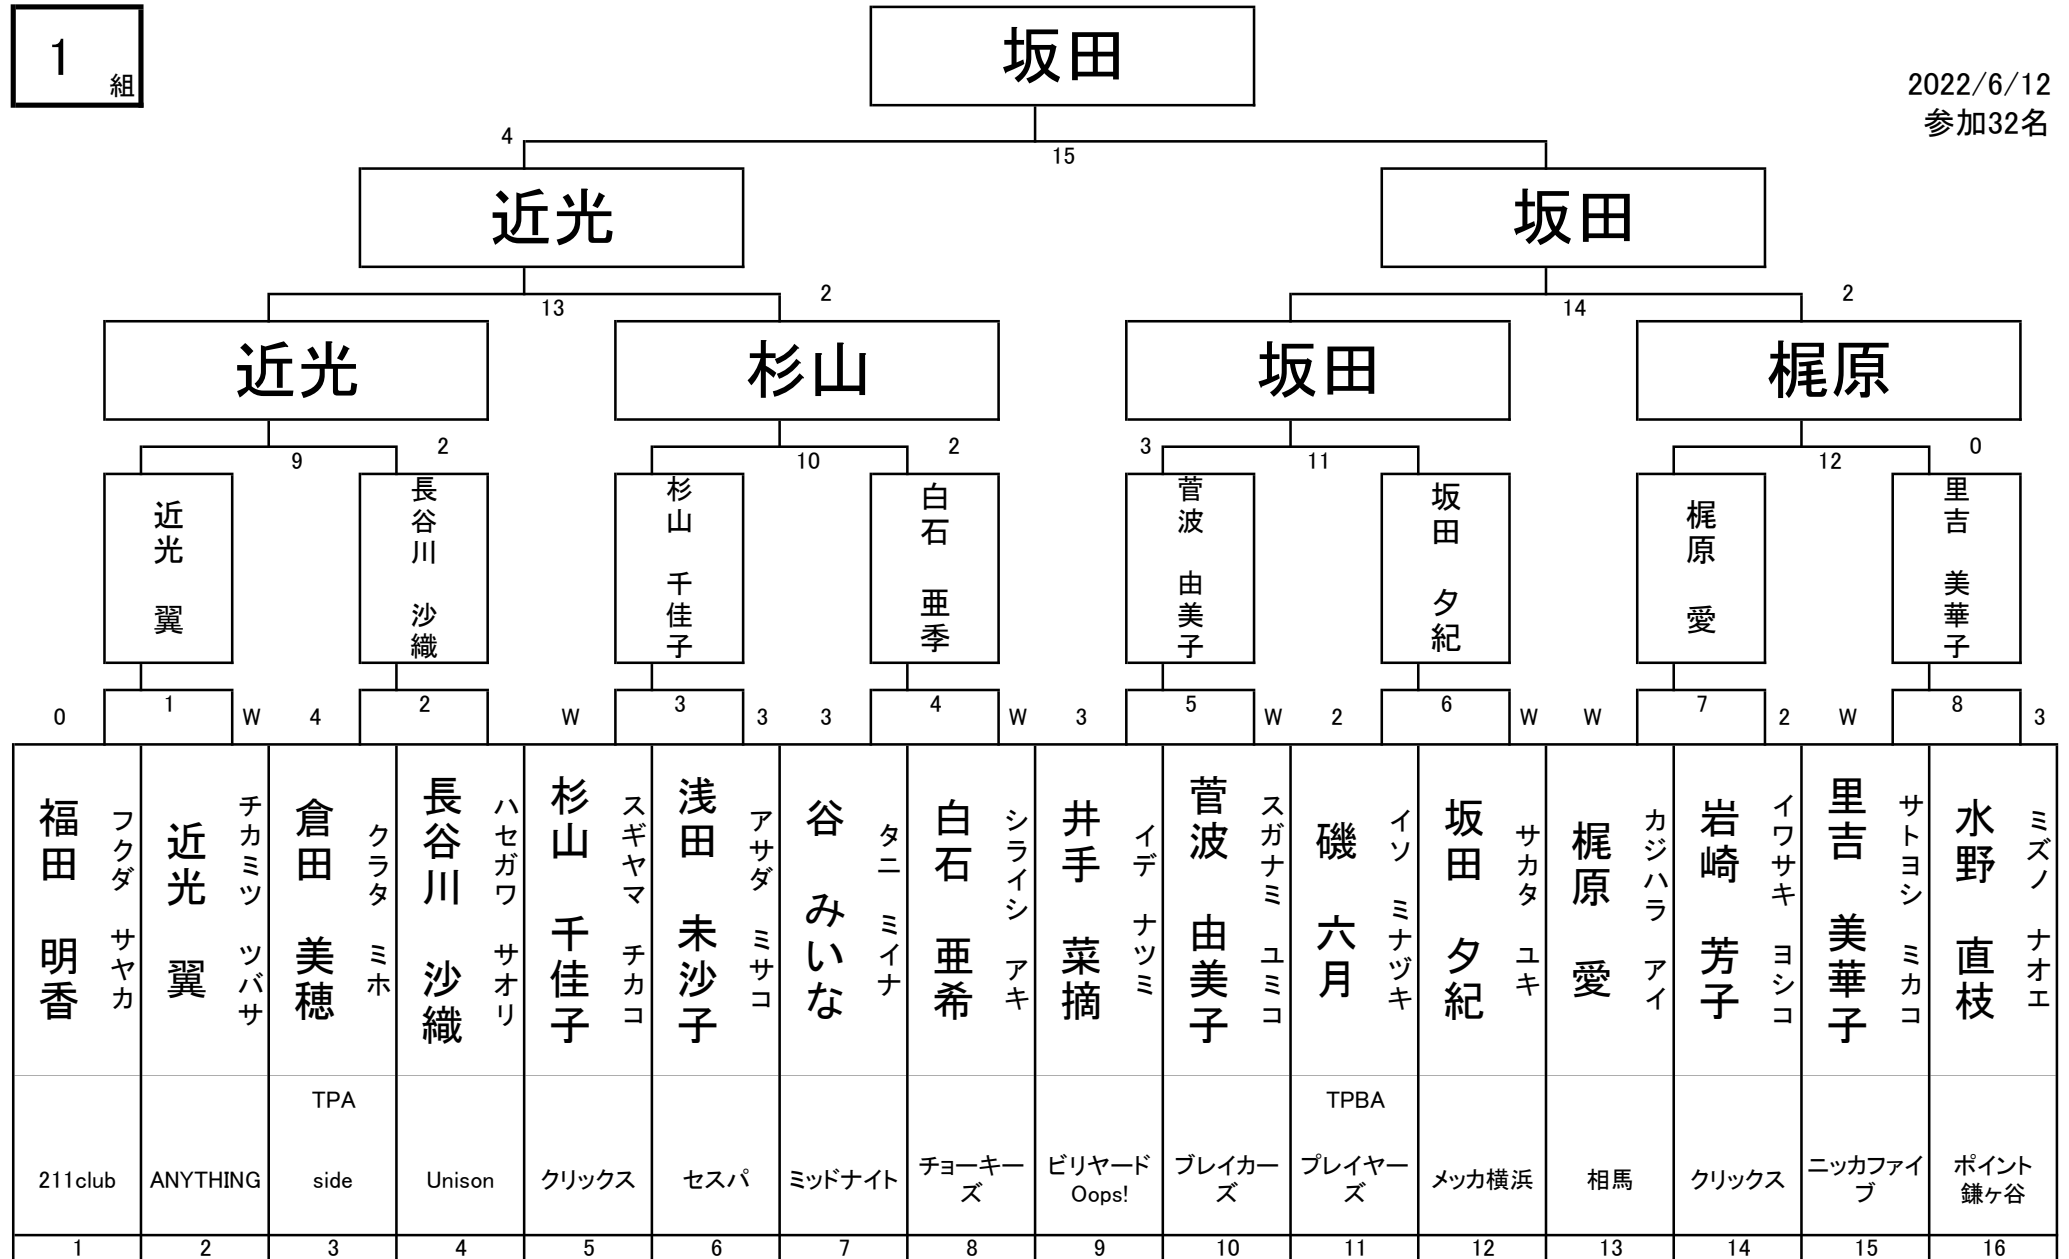 1
組
坂田
2022/6/12
参加32名
4
15
近光
坂田
13
2
14
2
近光
杉山
坂田
梶原
9
2
10
2
3
11
12
0
近光 翼
長谷川 沙織
杉山 千佳子
白石 亜季
菅波 由美子
坂田 夕紀
梶原 愛
里吉 美華子
0
1
W
4
2
W
3
3
3
4
W
3
5
W
2
6
W
W
7
2
W
8
3
福田 明香
フクダ サヤカ
近光 翼
チカミツ ツバサ
倉田 美穂
クラタ ミホ
長谷川 沙織
ハセガワ サオリ
杉山 千佳子
スギヤマ チカコ
浅田 未沙子
アサダ ミサコ
谷 みいな
タニ ミイナ
白石 亜希
シライシ アキ
井手 菜摘
イデ ナツミ
菅波 由美子
スガナミ ユミコ
磯 六月
イソ ミナヅキ
坂田 夕紀
サカタ ユキ
梶原 愛
カジハラ アイ
岩崎 芳子
イワサキ ヨシコ
里吉 美華子
サトヨシ ミカコ
水野 直枝
ミズノ ナオエ
211club
ANYTHING
TPA
side
Unison
クリックス
セスパ
ミッドナイト
チョーキー
ズ
ビリヤード
Oops!
ブレイカー
ズ
TPBA
プレイヤー
ズ
メッカ横浜
相馬
クリックス
ニッカファイ
ブ
ポイント
鎌ヶ谷
1
2
3
4
5
6
7
8
9
10
11
12
13
14
15
16